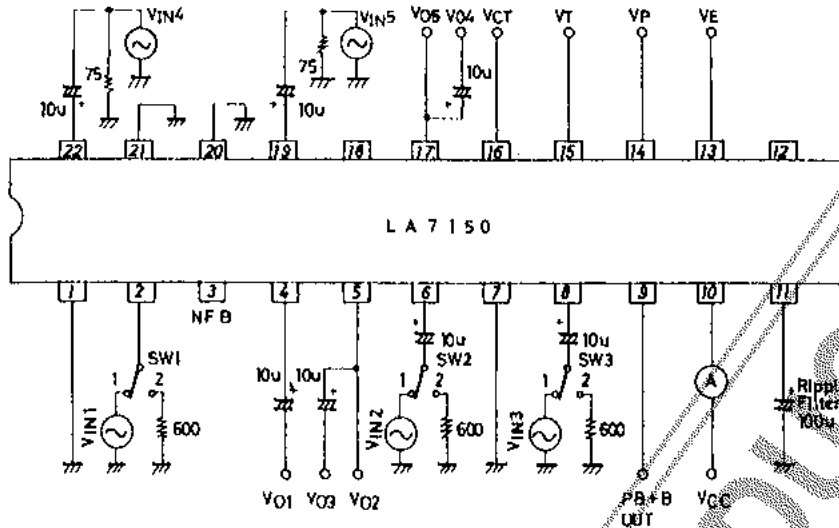 VIN4
VIN5
VO5
VO4
VCT
VT
VP
VE
75
75
10u
+
10u
+
10u
+
22
21
20
19
18
17
16
15
14
13
12
LA7150
1
2
3
4
5
6
7
8
9
10
11
NFB
SW1
1
2
VIN1
600
10u
+
10u
+
+
10u
SW2
1
2
VIN2
600
+
10u
SW3
1
2
VIN3
600
A
+
Ripple
Filter
100u
VO1
VO3
VO2
PB+B
OUT
VCC